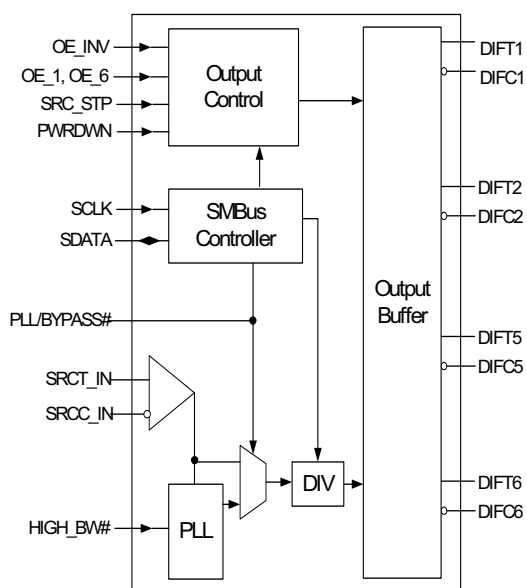 OE_INV
OE_1, OE_6
SRC_STP
PWRDWN
Output
Control
SCLK
SDATA
SMBus
Controller
PLL/BYPASS#
SRCT_IN
SRCC_IN
HIGH_BW#
PLL
DIV
Output
Buffer
DIFT1
DIFC1
DIFT2
DIFC2
DIFT5
DIFC5
DIFT6
DIFC6